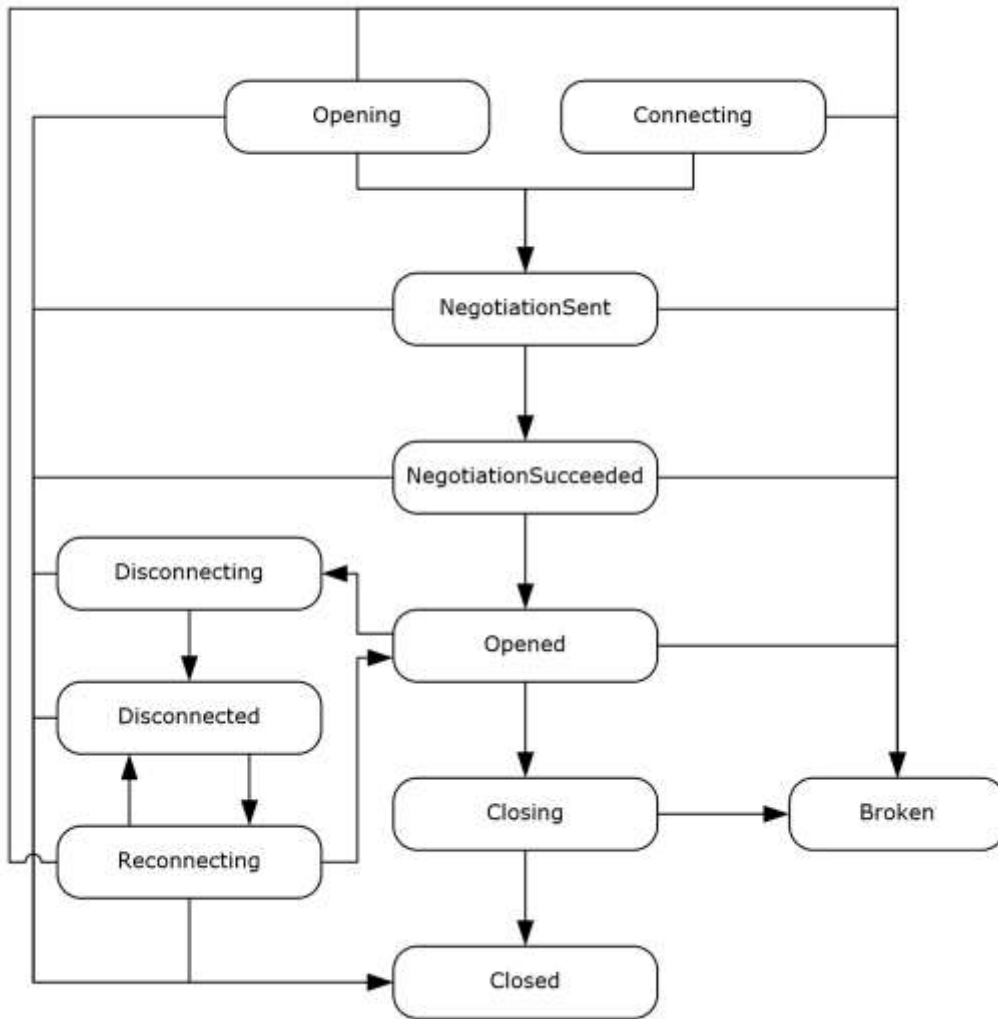 Opening
Connecting
NegotiationSent
NegotiationSucceeded
Disconnecting
Opened
Disconnected
Closing
Broken
Reconnecting
Closed